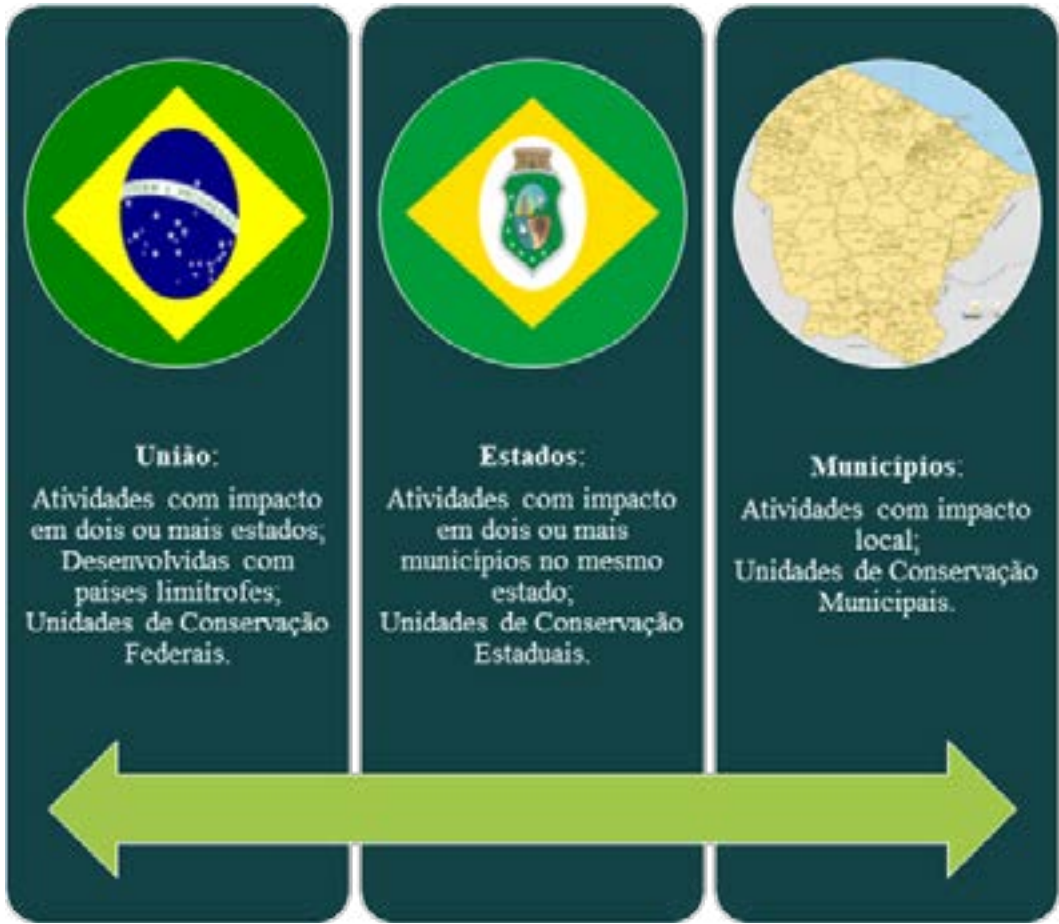 União:
Atividades com impacto
em dois ou mais estados;
Desenvolvidas com
países limítrofes;
Unidades de Conservação
Federais.
Estados:
Atividades com impacto
em dois ou mais
municípios no mesmo
estado;
Unidades de Conservação
Estaduais.
Municípios:
Atividades com impacto
local;
Unidades de Conservação
Municipais.